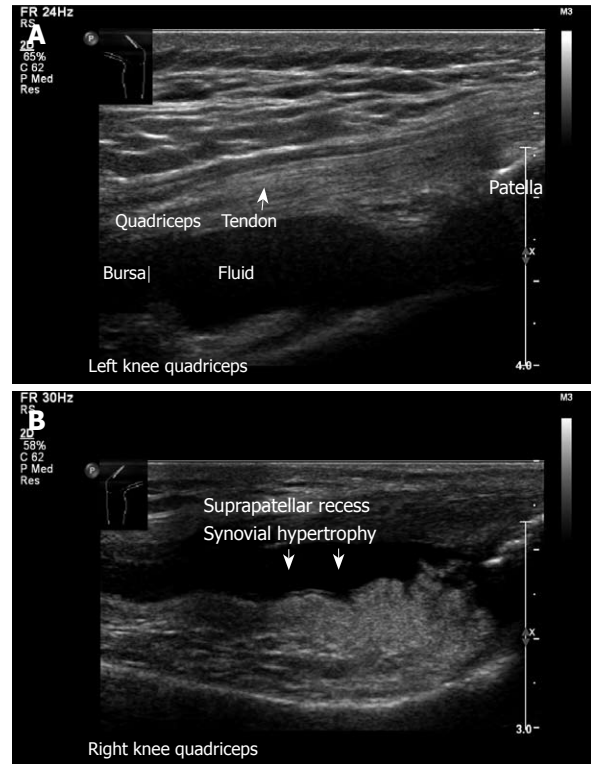 FR 24Hz
RS
A
2D
65%
C 62
P Med
Res
P
M3
Patella
Quadriceps Tendon
x
Bursa| Fluid
4.0
Left knee quadriceps
FR 30Hz
RS
B
2D
58%
C 62
P Med
Res
P
M3
Suprapatellar recess
Synovial hypertrophy
x
3.0
Right knee quadriceps